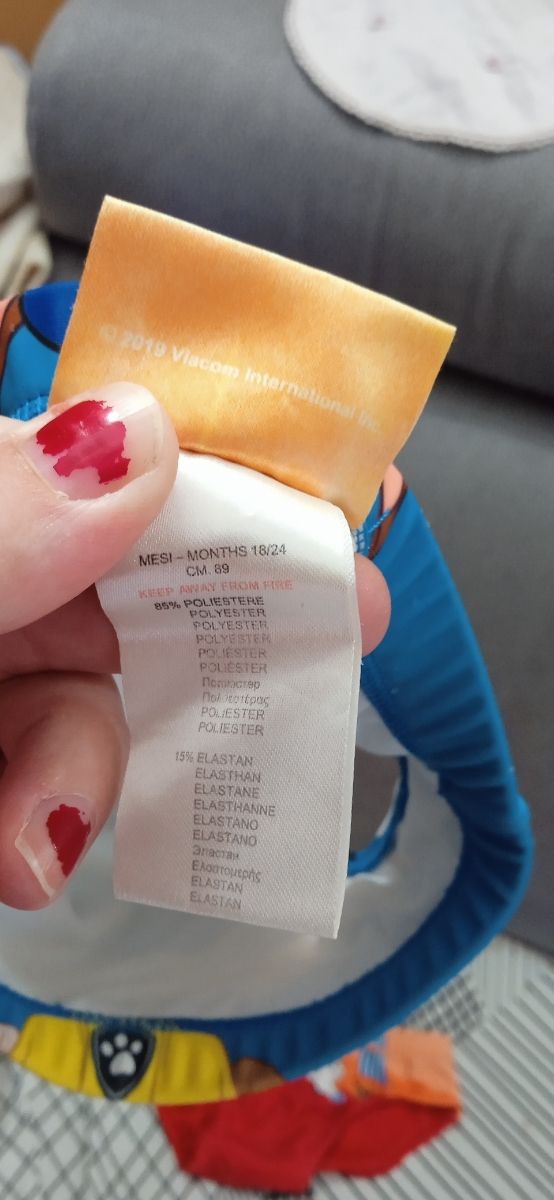 © 2019 Viacom International Inc.
MESI - MONTHS 18/24
CM. 89
KEEP AWAY FROM FIRE
85% POLIESTERE
POLYESTER
POLYESTER
POLYESTER
POLIÉSTER
POLIÉSTER
Полиэстер
Πολυεστέρας
POLIESTER
POLIESTER
15% ELASTAN
ELASTHAN
ELASTANE
ELASTHANNE
ELASTANO
ELASTANO
Эластан
Ελαστομερής
ELASTAN
ELASTAN